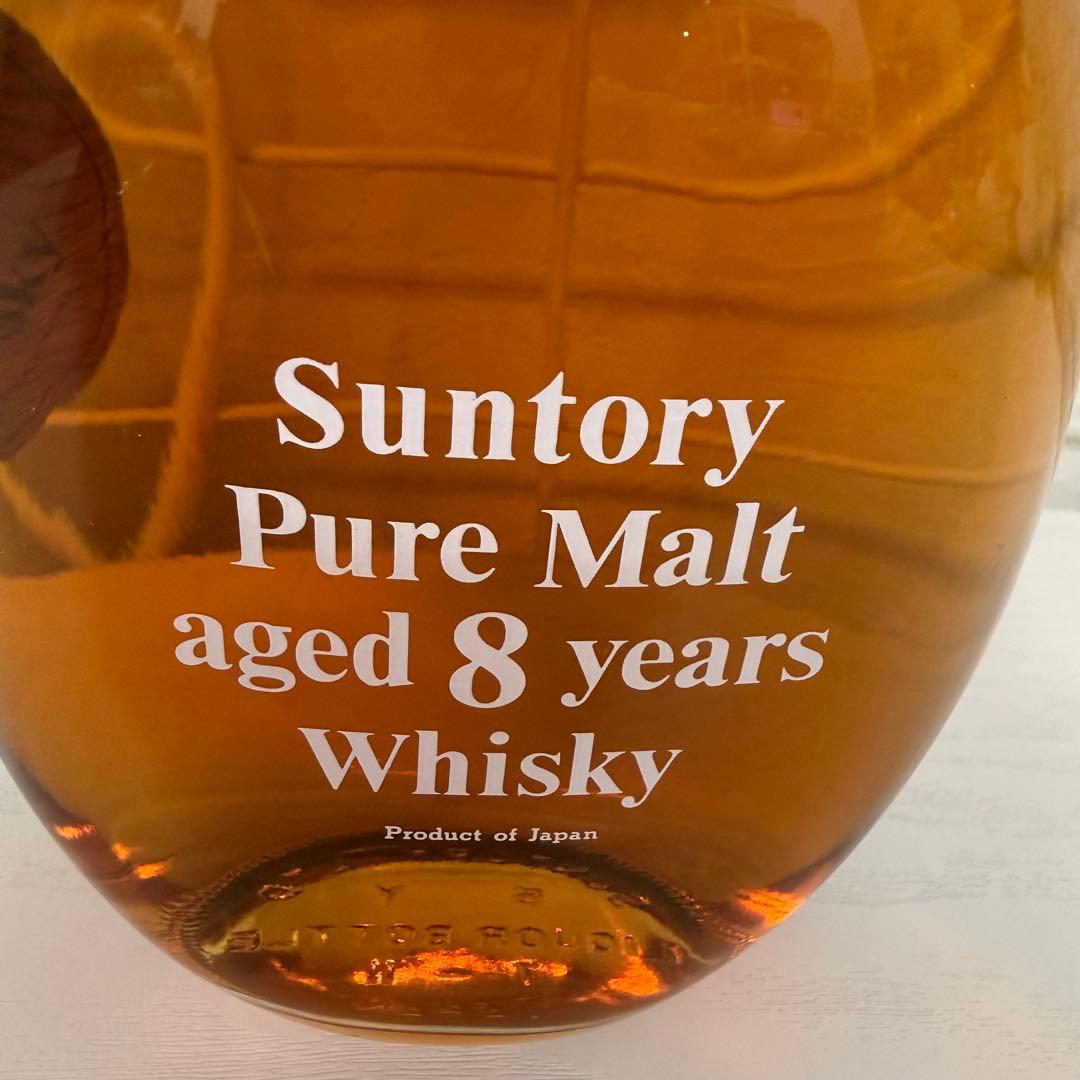 Suntory
Pure Malt
aged 8 years
Whisky
Product of Japan